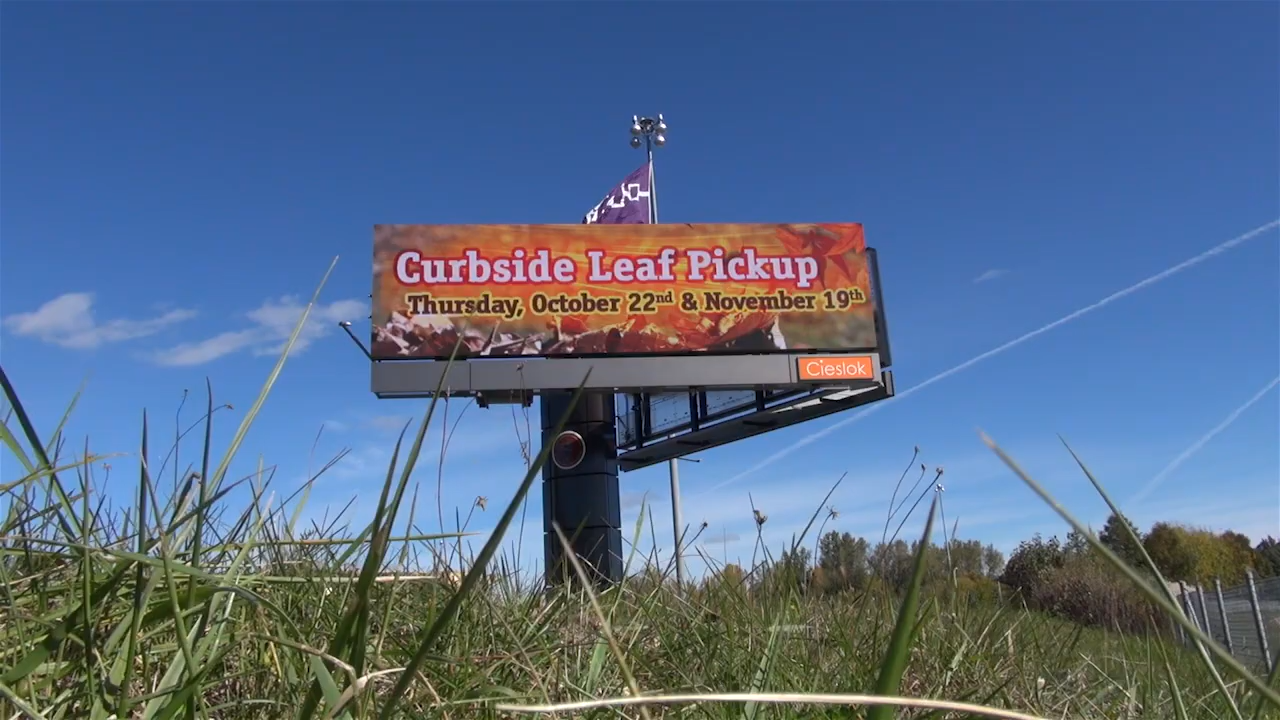 Curbside Leaf Pickup
Thursday, October 22nd & November 19th
Cieslok